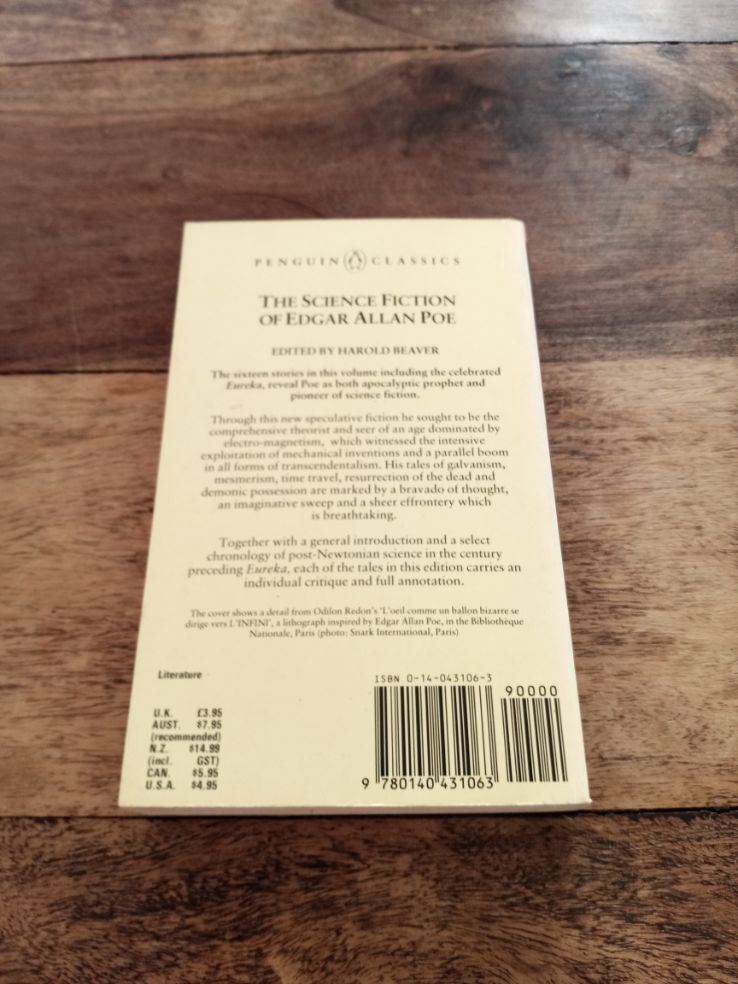 PENGUIN CLASSICS
THE SCIENCE FICTION
OF EDGAR ALLAN POE
EDITED BY HAROLD BEAVER
The sixteen stories in this volume including the celebrated
Eureka, reveal Poe as both apocalyptic prophet and
pioneer of science fiction.
Through this new speculative fiction he sought to be the
comprehensive theorist and seer of an age dominated by
electro-magnetism, which witnessed the intensive
exploitation of mechanical inventions and a parallel boom
in all forms of transcendentalism. His tales of galvanism,
mesmerism, time travel, resurrection of the dead and
demonic possession are marked by a bravado of thought,
an imaginative sweep and a sheer effrontery which
is breathtaking.
Together with a general introduction and a select
chronology of post-Newtonian science in the century
preceding Eureka, each of the tales in this edition carries an
individual critique and full annotation.
The cover shows a detail from Odilon Redon's 'L'oeil comme un ballon bizarre se
dirige vers L'INFINI', a lithograph inspired by Edgar Allan Poe, in the Bibliothèque
Nationale, Paris (photo: Snark International, Paris)
Literature
U.K. £3.95
AUST. $7.95
(recommended)
N.Z. $14.99
(incl. GST)
CAN. $5.95
U.S.A. $4.95
ISBN 0-14-043106-3
90000
9 780140 431063